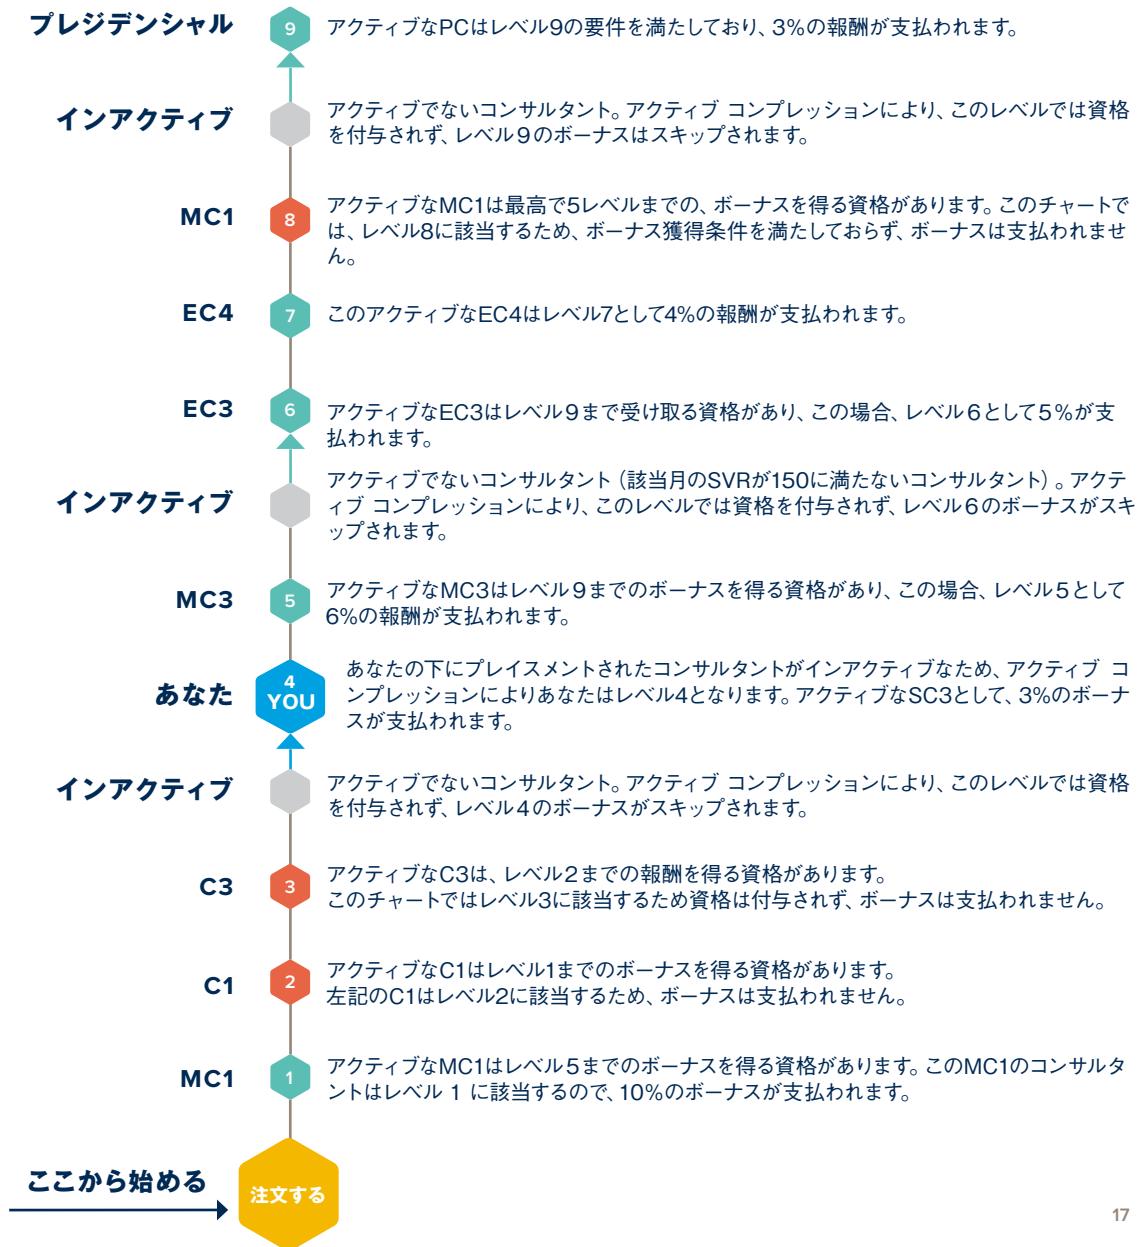 プレジデンシャル
9
アクティブなPCはレベル9の要件を満たしており、3%の報酬が支払われます。
インアクティブ
アクティブでないコンサルタント。アクティブ コンプレッションにより、このレベルでは資格
を付与されず、レベル9のボーナスはスキップされます。
MC1
8
アクティブなMC1は最高で5レベルまでの、ボーナスを得る資格があります。このチャートで
は、レベル8に該当するため、ボーナス獲得条件を満たしておらず、ボーナスは支払われませ
ん。
EC4
7
このアクティブなEC4はレベル7として4%の報酬が支払われます。
EC3
6
アクティブなEC3はレベル9まで受け取る資格があり、この場合、レベル6として5%が支
払われます。
インアクティブ
アクティブでないコンサルタント（該当月のSVRが150に満たないコンサルタント）。アクテ
ィブ コンプレッションにより、このレベルでは資格を付与されず、レベル6のボーナスがスキ
ップされます。
MC3
5
アクティブなMC3はレベル9までのボーナスを得る資格があり、この場合、レベル5として
6%の報酬が支払われます。
あなた
4
YOU
あなたの下にプレイスメントされたコンサルタントがインアクティブなため、アクティブ コ
ンプレッションによりあなたはレベル4となります。アクティブなSC3として、3%のボーナ
スが支払われます。
インアクティブ
アクティブでないコンサルタント。アクティブ コンプレッションにより、このレベルでは資格
を付与されず、レベル4のボーナスがスキップされます。
C3
3
アクティブなC3は、レベル2までの報酬を得る資格があります。
このチャートではレベル3に該当するため資格は付与されず、ボーナスは支払われません。
C1
2
アクティブなC1はレベル1までのボーナスを得る資格があります。
左記のC1はレベル2に該当するため、ボーナスは支払われません。
MC1
1
アクティブなMC1はレベル5までのボーナスを得る資格があります。このMC1のコンサルタ
ントはレベル 1 に該当するので、10%のボーナスが支払われます。
ここから始める
注文する
17